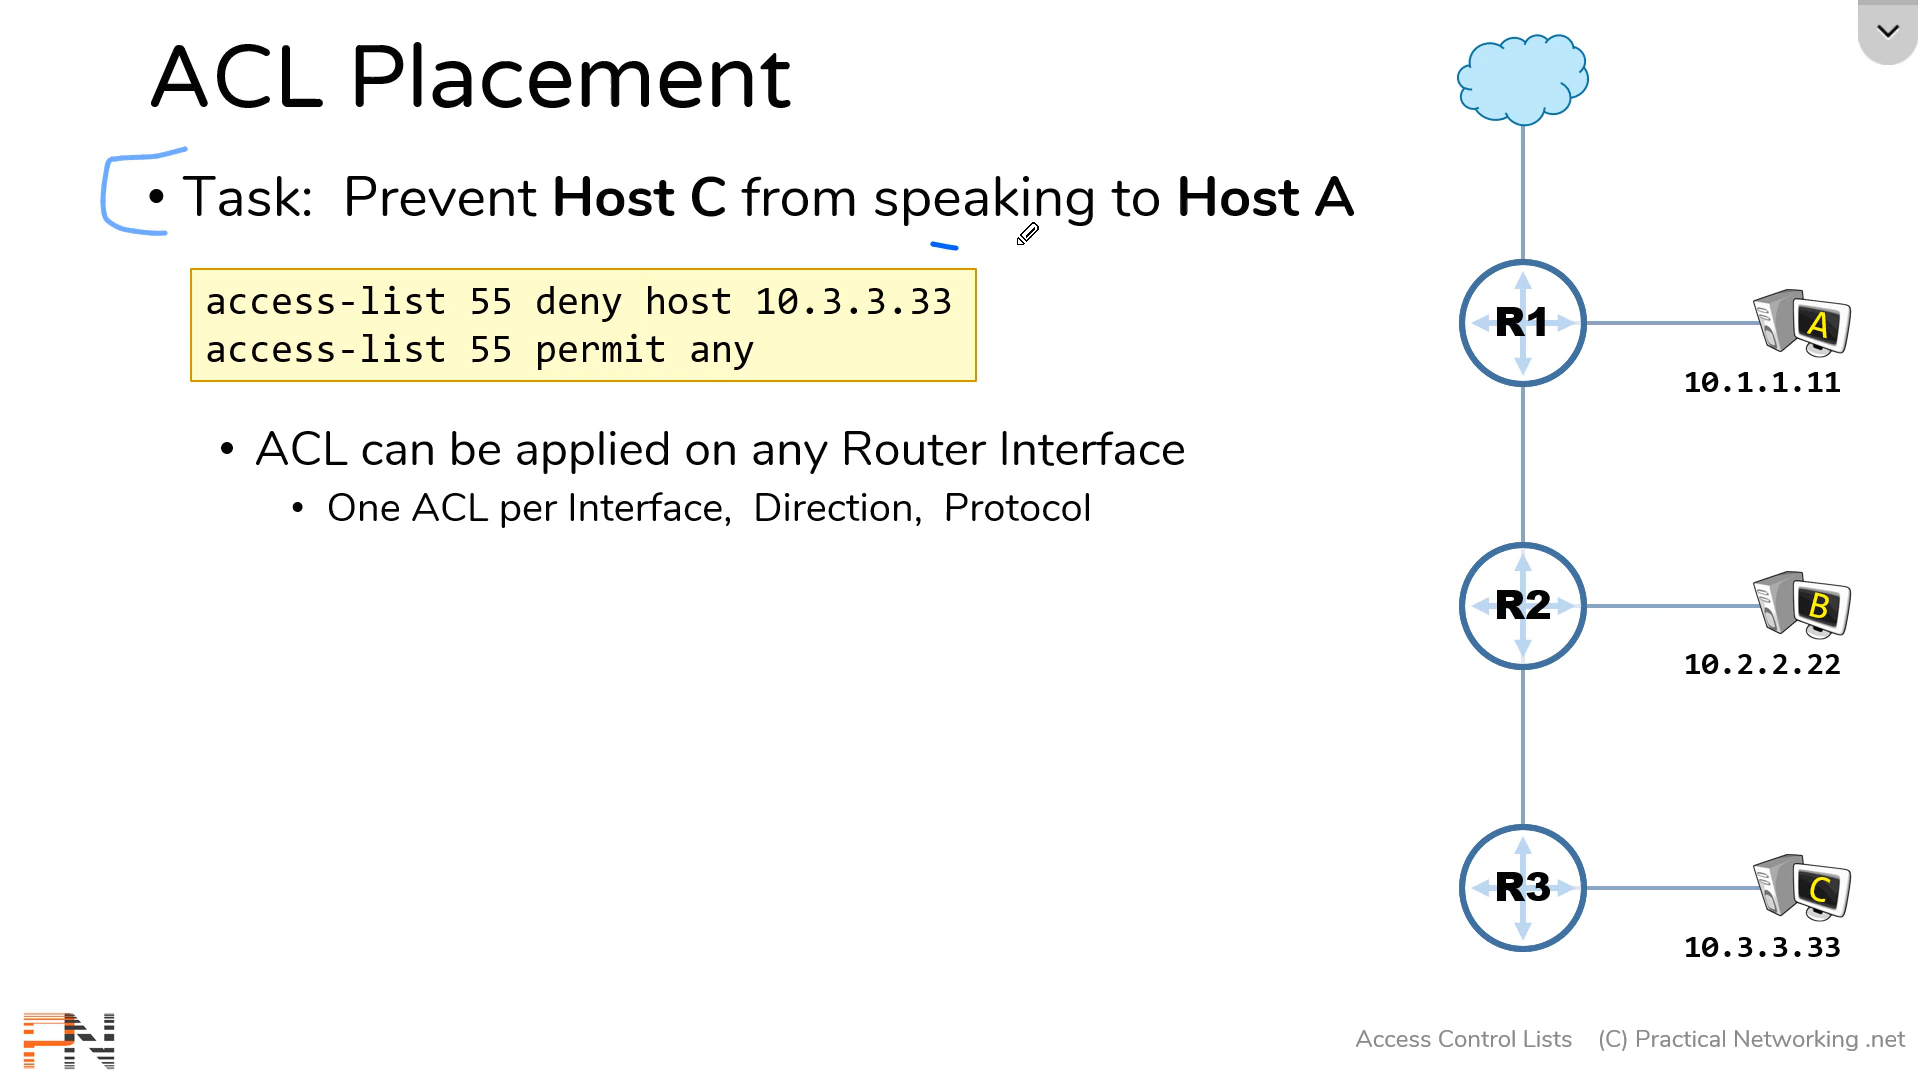 ACL Placement
• Task: Prevent Host C from speaking to Host A
access-list 55 deny host 10.3.3.33
access-list 55 permit any
• ACL can be applied on any Router Interface
• One ACL per Interface, Direction, Protocol
R1
A
10.1.1.11
R2
B
10.2.2.22
R3
C
10.3.3.33
PN
Access Control Lists (C) Practical Networking .net